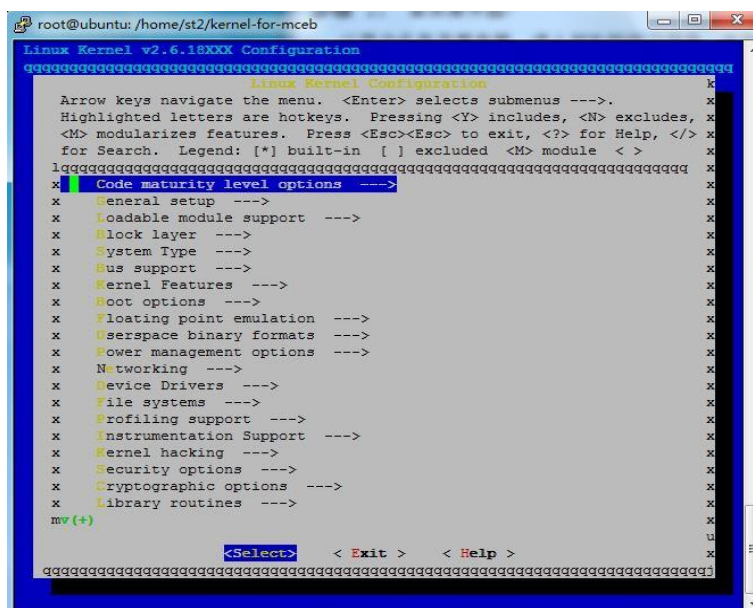 root@ubuntu: /home/st2/kernel-for-mceb
Linux Kernel v2.6.18XXX Configuration
qqqqqqqqqqqqqqqqqqqqqqqqqqqqqqqqqqqqqqqqqqqqqqqqqqqqqqqqqqqqqqqqqqqqqqqqqqqqqq
Linux Kernel Configuration k
Arrow keys navigate the menu. <Enter> selects submenus --->. x
Highlighted letters are hotkeys. Pressing <Y> includes, <N> excludes, x
<M> modularizes features. Press <Esc><Esc> to exit, <?> for Help, </> x
for Search. Legend: [*] built-in [ ] excluded <M> module < > x
lqqqqqqqqqqqqqqqqqqqqqqqqqqqqqqqqqqqqqqqqqqqqqqqqqqqqqqqqqqqqqqqqqqqqq x
x Code maturity level options ---> x
x General setup ---> x
x Loadable module support ---> x
x Block layer ---> x
x System Type ---> x
x Bus support ---> x
x Kernel Features ---> x
x Boot options ---> x
x Floating point emulation ---> x
x Userspace binary formats ---> x
x Power management options ---> x
x Networking ---> x
x Device Drivers ---> x
x File systems ---> x
x Profiling support ---> x
x Instrumentation Support ---> x
x Kernel hacking ---> x
x Security options ---> x
x Cryptographic options ---> x
x Library routines ---> x
mv(+) x
u
<Select> < Exit > < Help > x
qqqqqqqqqqqqqqqqqqqqqqqqqqqqqqqqqqqqqqqqqqqqqqqqqqqqqqqqqqqqqqqqqqqqqqqqqj